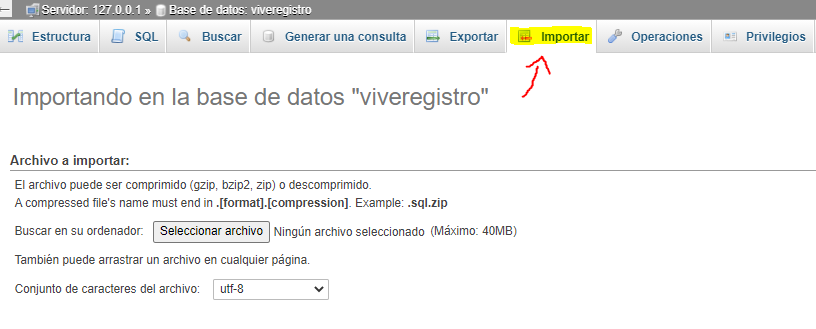 Servidor: 127.0.0.1 » Base de datos: viveregistro
Estructura SQL Buscar Generar una consulta Exportar Importar Operaciones Privilegios
Importando en la base de datos "viveregistro"
Archivo a importar:
El archivo puede ser comprimido (gzip, bzip2, zip) o descomprimido.
A compressed file's name must end in .[format].[compression]. Example: .sql.zip
Buscar en su ordenador: Seleccionar archivo Ningún archivo seleccionado (Máximo: 40MB)
También puede arrastrar un archivo en cualquier página.
Conjunto de caracteres del archivo: utf-8